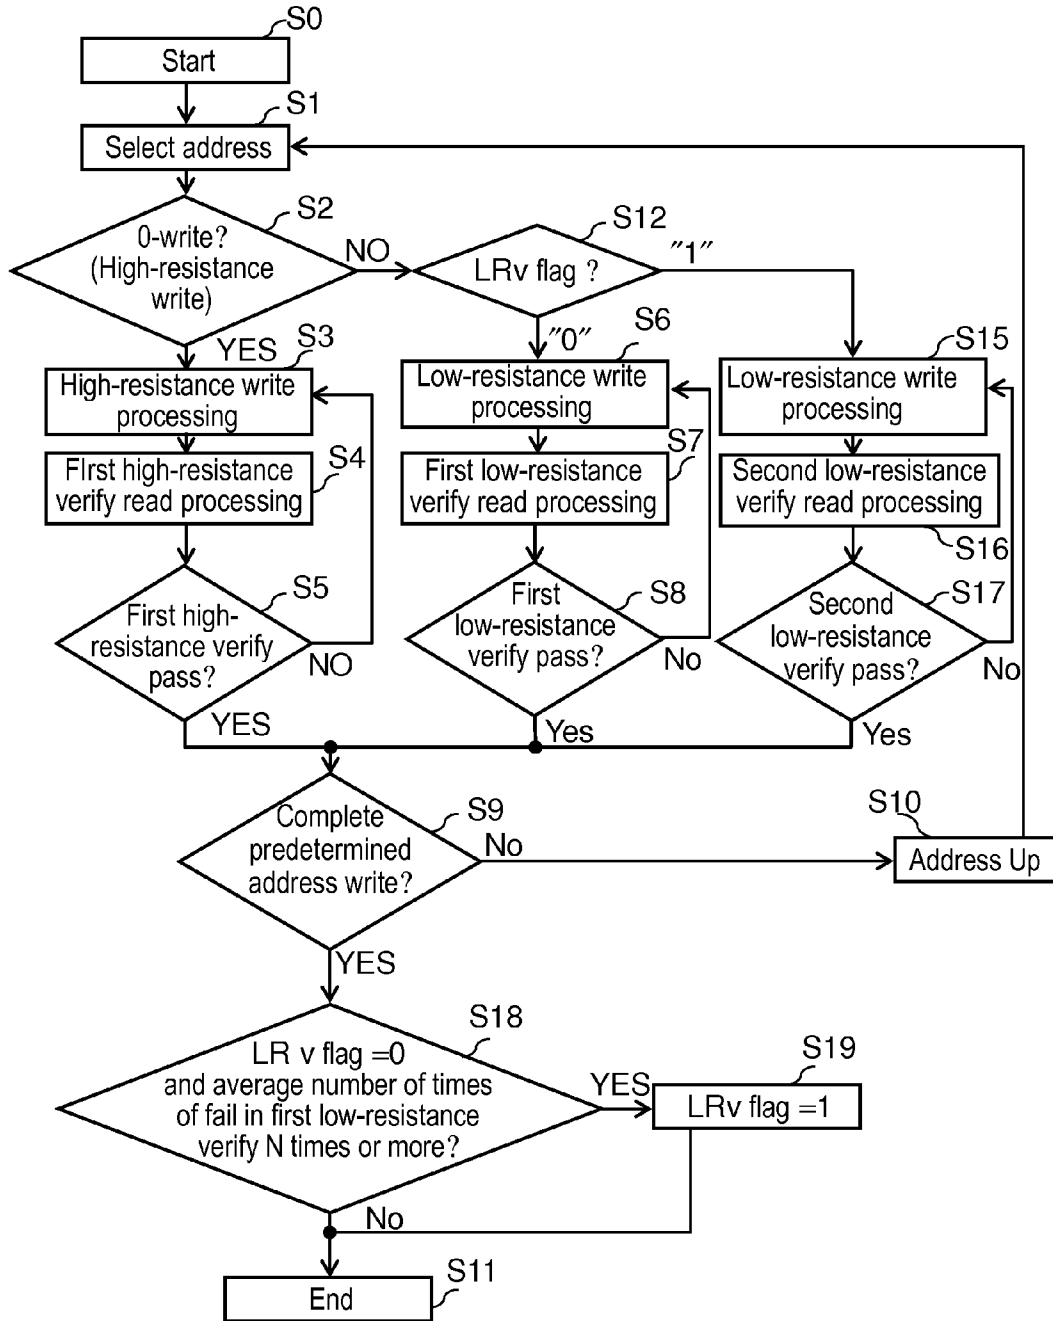 S0
Start
S1
Select address
S2
0-write?
(High-resistance
write)
NO
S12
LRv flag ?
"1"
YES
S3
High-resistance write
processing
"0"
S6
Low-resistance write
processing
S15
Low-resistance write
processing
S4
FIrst high-resistance
verify read processing
S7
First low-resistance
verify read processing
Second low-resistance
verify read processing
S16
S5
First high-
resistance verify
pass?
NO
YES
S8
First
low-resistance
verify pass?
No
Yes
S17
Second
low-resistance
verify pass?
No
Yes
S9
Complete
predetermined
address write?
No
S10
Address Up
YES
S18
LR v flag =0
and average number of times
of fail in first low-resistance
verify N times or more?
YES
S19
LRv flag =1
No
S11
End